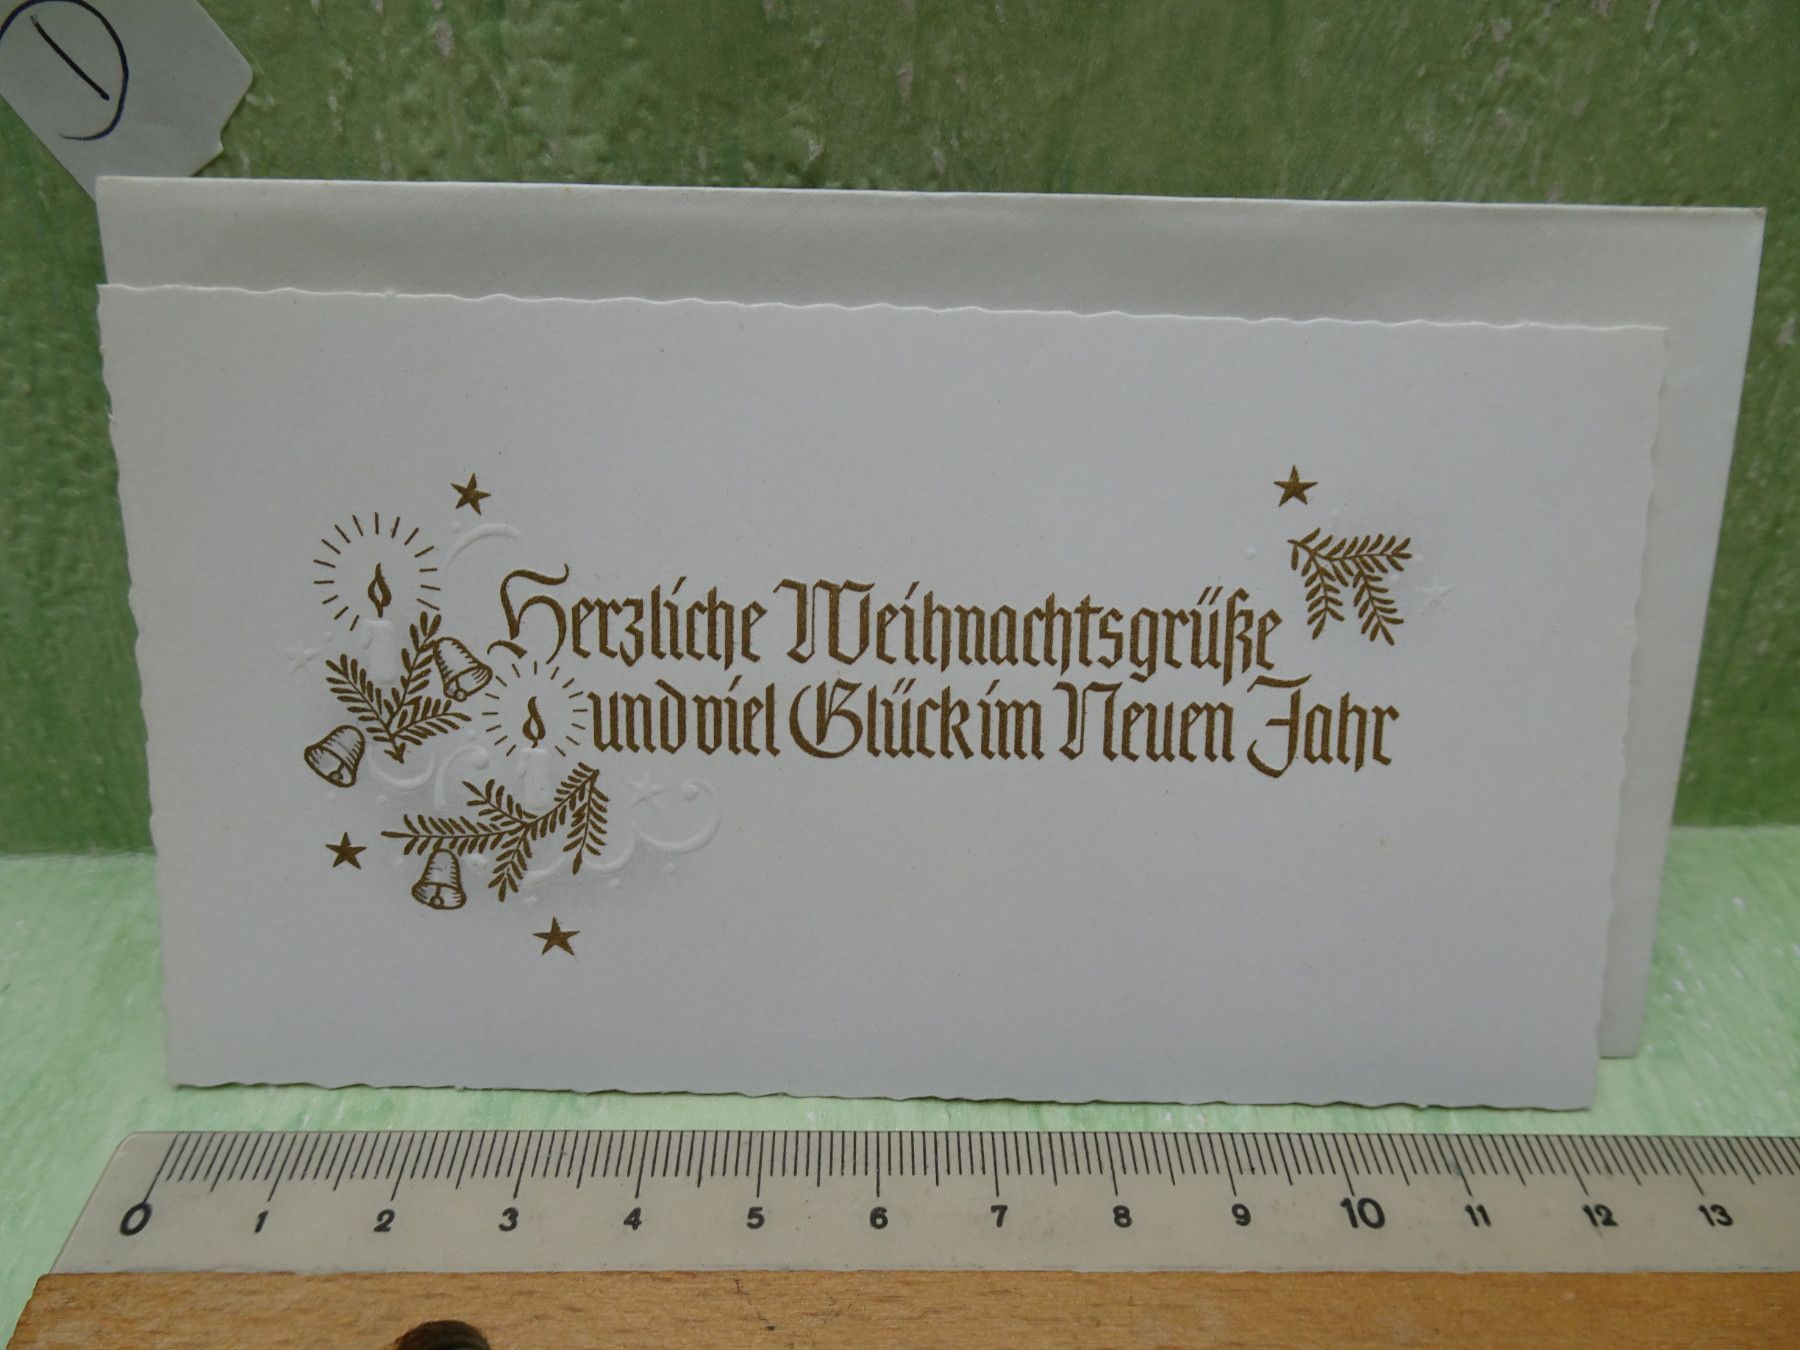 1
Herzliche Weihnachtsgrüße
und viel Glück im Neuen Jahr
0 1 2 3 4 5 6 7 8 9 10 11 12 13